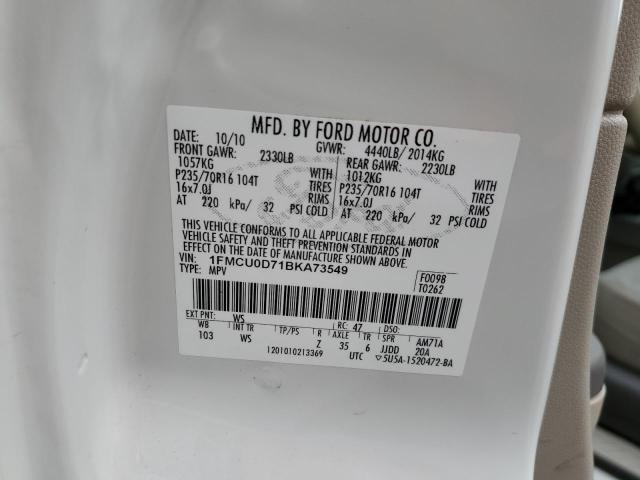 MFD. BY FORD MOTOR CO.
DATE: 10/10 GVWR: 4440LB/ 2014KG
FRONT GAWR: 2330LB REAR GAWR: 2230LB
1057KG WITH 1012KG WITH
P235/70R16 104T TIRES P235/70R16 104T TIRES
16x7.0J RIMS 16x7.0J RIMS
AT 220 kPa/ 32 PSI COLD AT 220 kPa/ 32 PSI COLD
THIS VEHICLE CONFORMS TO ALL APPLICABLE FEDERAL MOTOR
VEHICLE SAFETY AND THEFT PREVENTION STANDARDS IN
EFFECT ON THE DATE OF MANUFACTURE SHOWN ABOVE.
VIN: 1FMCU0D71BKA73549
TYPE: MPV
F0098
T0262
EXT PNT: WS RC: 47 DSO:
WB INT TR TP/PS R AXLE TR SPR AM71A
103 WS Z 35 6 JJDD 20A
1201010213369 UTC 5U5A-1520472-BA